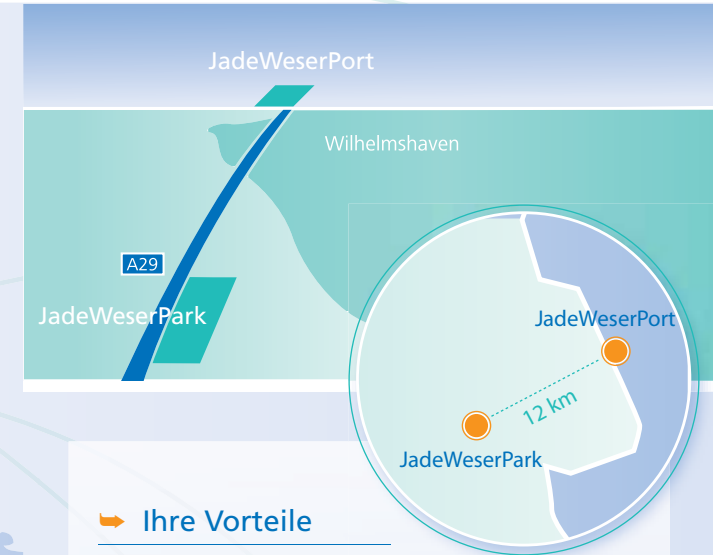 JadeWeserPort
Wilhelmshaven
A29
JadeWeserPark
JadeWeserPort
12 km
JadeWeserPark
Ihre Vorteile